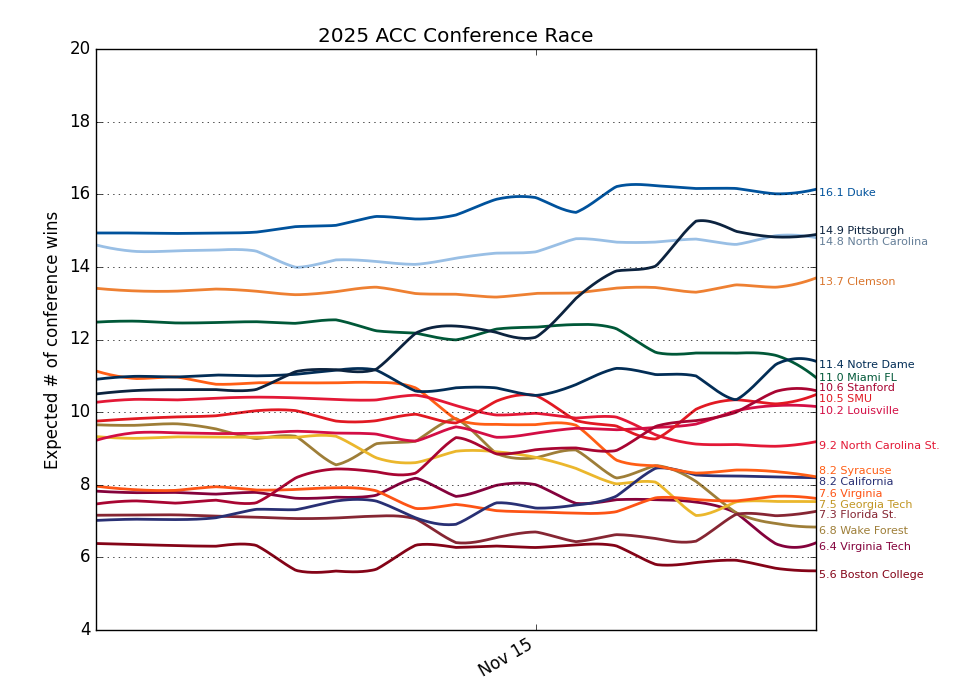 2025 ACC Conference Race
Expected # of conference wins
20
18
16
14
12
10
8
6
4
Nov 15
16.1 Duke
14.9 Pittsburgh
14.8 North Carolina
13.7 Clemson
11.4 Notre Dame
11.0 Miami FL
10.6 Stanford
10.5 SMU
10.2 Louisville
9.2 North Carolina St.
8.2 Syracuse
8.2 California
7.6 Virginia
7.5 Georgia Tech
7.3 Florida St.
6.8 Wake Forest
6.4 Virginia Tech
5.6 Boston College